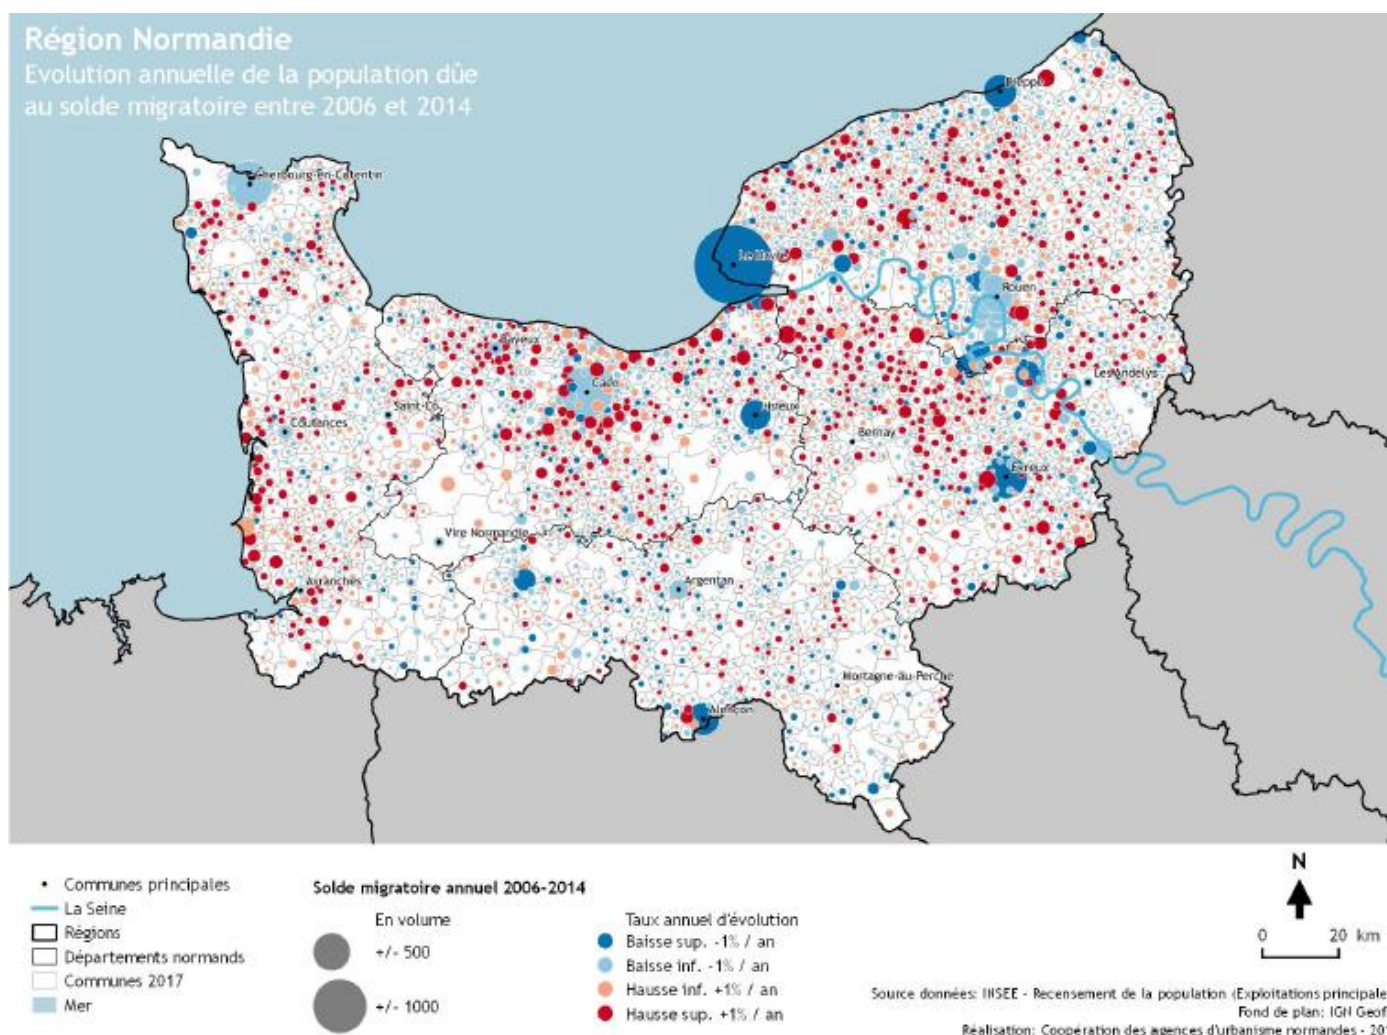 Région Normandie
Evolution annuelle de la population dûe
au solde migratoire entre 2006 et 2014
Dieppe
Cherbourg-en-Cotentin
Le Havre
Rouen
Bayeux
Caen
Lisieux
Les Andelys
Saint-Lô
Coutances
Bernay
Evreux
Vire Normandie
Argentan
Avranches
Mortagne-au-Perche
Alençon
Communes principales
La Seine
Régions
Départements normands
Communes 2017
Mer
Solde migratoire annuel 2006-2014
En volume
+/- 500
+/- 1000
Taux annuel d'évolution
Baisse sup. -1% / an
Baisse inf. -1% / an
Hausse inf. +1% / an
Hausse sup. +1% / an
N
0 20 km
Source données: INSEE - Recensement de la population (Exploitations principale
Fond de plan: IGN Geof
Réalisation: Coopération des agences d'urbanisme normandes - 20